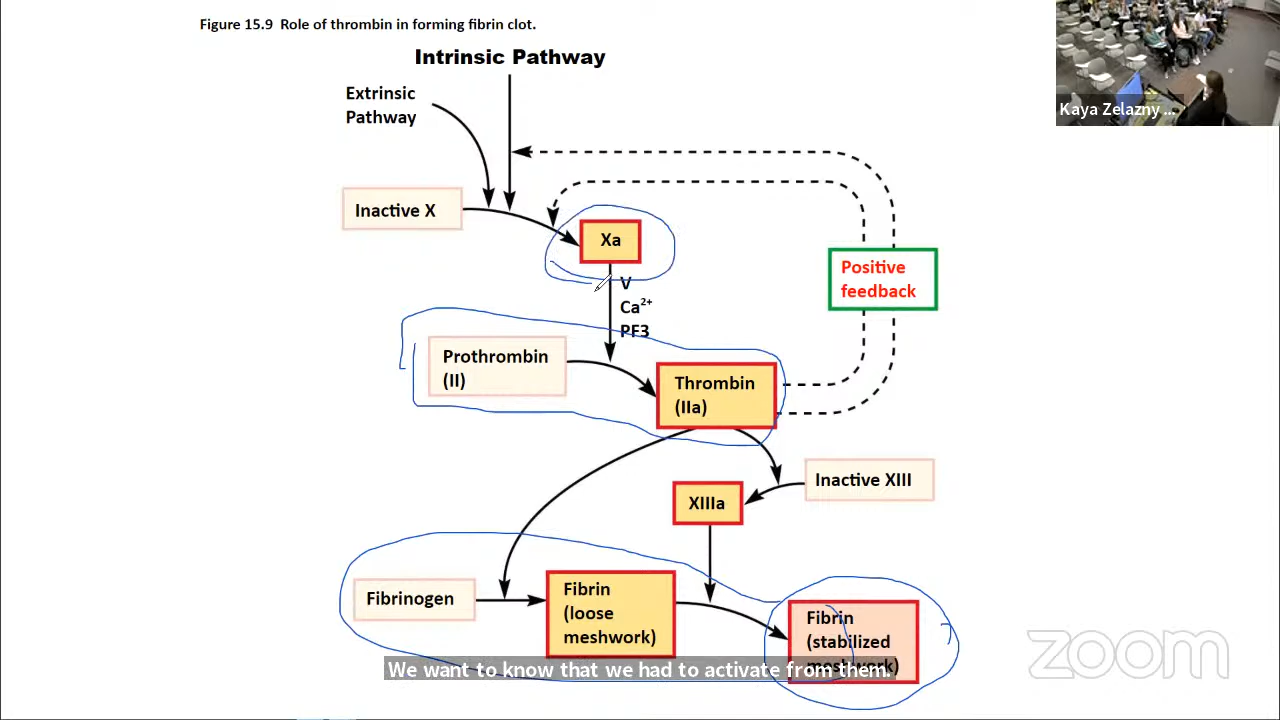 Figure 15.9 Role of thrombin in forming fibrin clot.
Intrinsic Pathway
Extrinsic
Pathway
Kaya Zelazny ...
Inactive X
Xa
V
Ca²⁺
PF3
Positive
feedback
Prothrombin
(II)
Thrombin
(IIa)
Inactive XIII
XIIIa
Fibrinogen
Fibrin
(loose
meshwork)
Fibrin
(stabilized
meshwork)
We want to know that we had to activate from them.
zoom